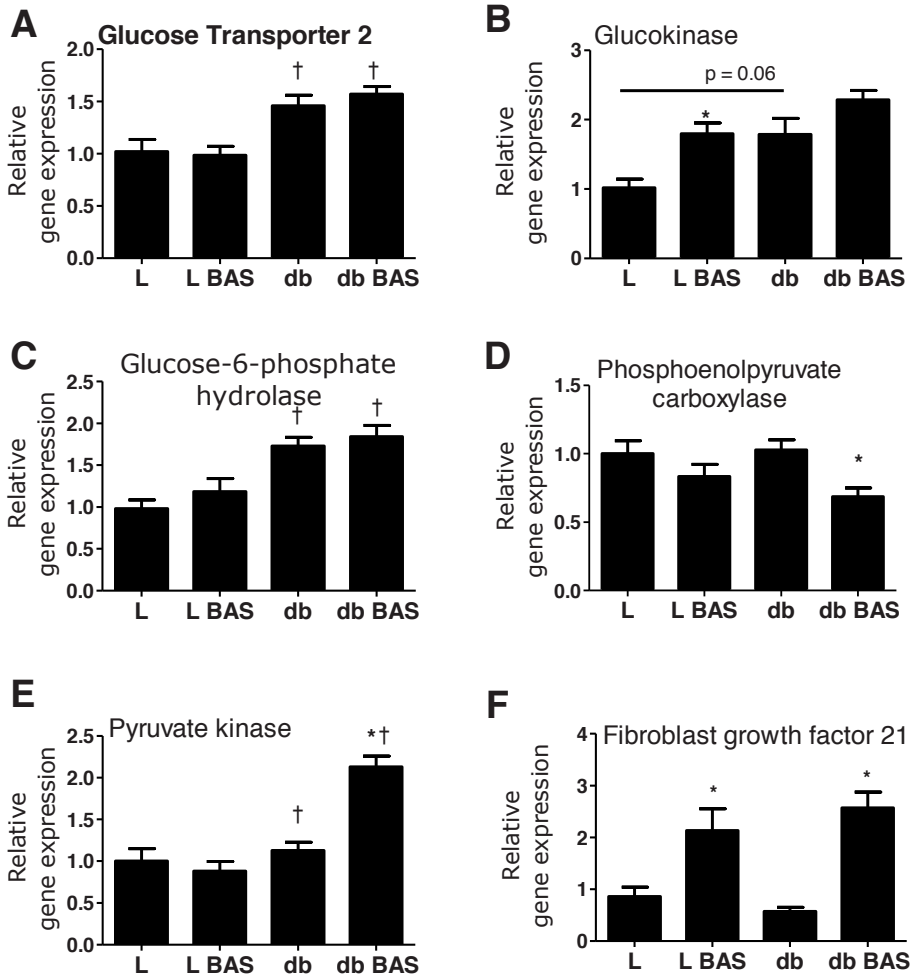 A
Glucose Transporter 2
Relative
gene expression
2.0
1.5
1.0
0.5
0.0
†
†
L
L BAS
db
db BAS
B
Glucokinase
Relative
gene expression
3
2
1
0
p = 0.06
*
L
L BAS
db
db BAS
C
Glucose-6-phosphate
hydrolase
Relative
gene expression
2.5
2.0
1.5
1.0
0.5
0.0
†
†
L
L BAS
db
db BAS
D
Phosphoenolpyruvate
carboxylase
Relative
gene expression
1.5
1.0
0.5
0.0
*
L
L BAS
db
db BAS
E
Pyruvate kinase
Relative
gene expression
2.5
2.0
1.5
1.0
0.5
0.0
†
*†
L
L BAS
db
db BAS
F
Fibroblast growth factor 21
Relative
gene expression
4
3
2
1
0
*
*
L
L BAS
db
db BAS